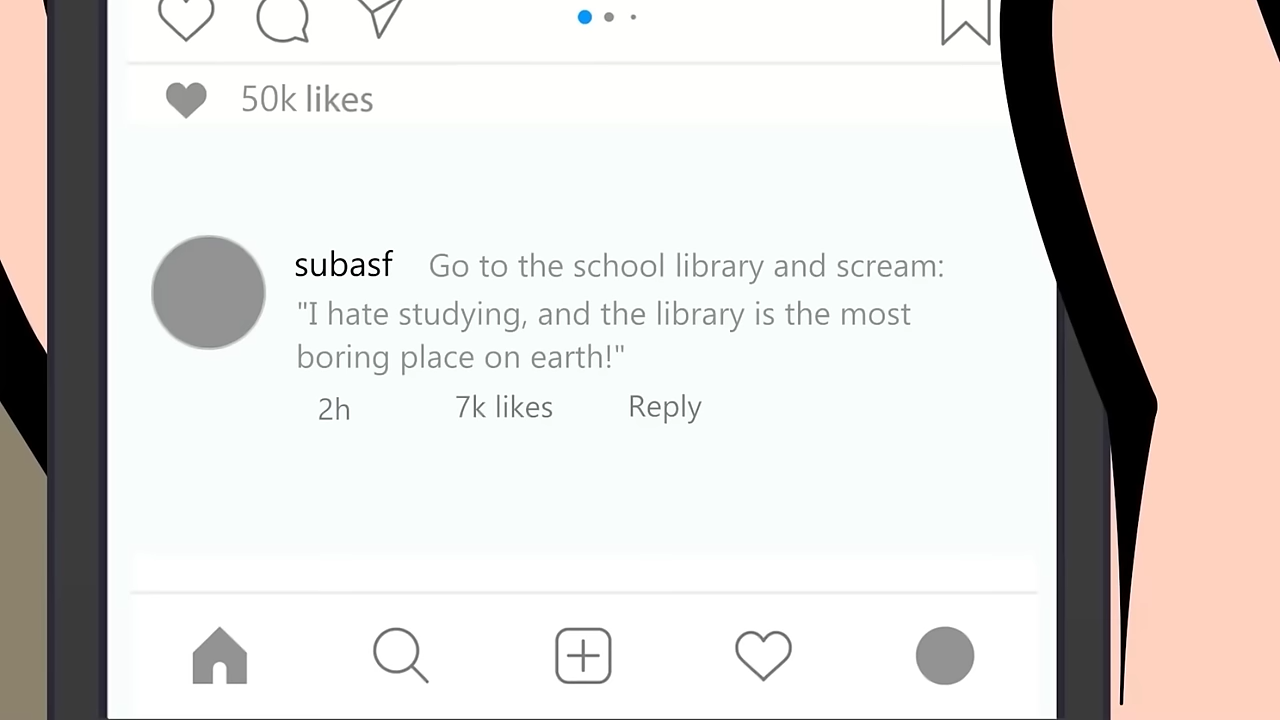 50k likes
subasf Go to the school library and scream:
"I hate studying, and the library is the most
boring place on earth!"
2h 7k likes Reply